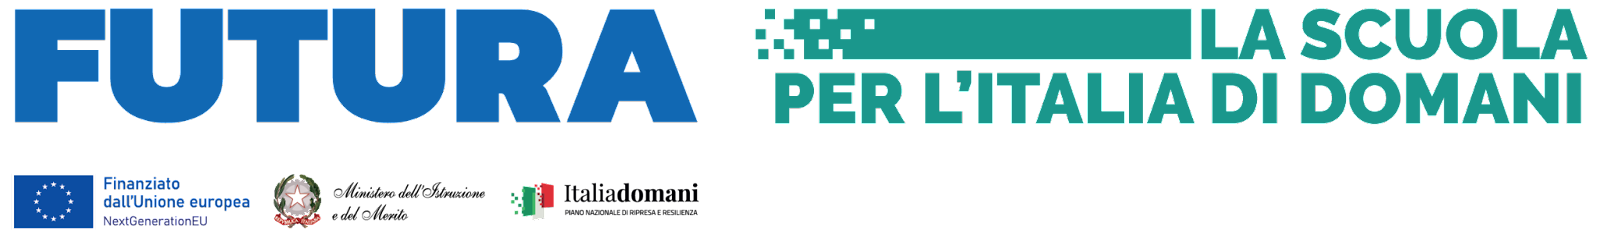 FUTURA
LA SCUOLA
PER L’ITALIA DI DOMANI
Finanziato
dall'Unione europea
NextGenerationEU
Ministero dell'Istruzione
e del Merito
Italiadomani
PIANO NAZIONALE DI RIPRESA E RESILIENZA